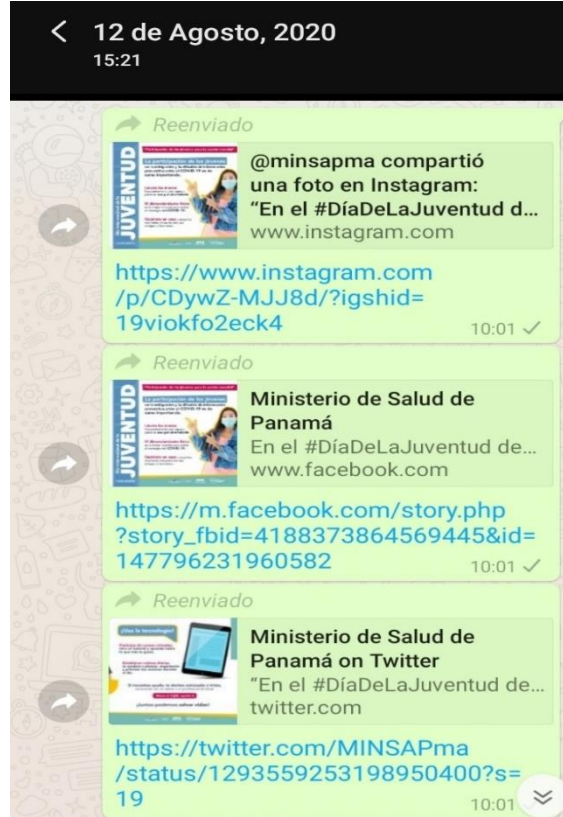 12 de Agosto, 2020
15:21
Reenviado
JUVENTUD
@minsapma compartió
una foto en Instagram:
“En el #DíaDeLaJuventud d...
www.instagram.com
https://www.instagram.com
/p/CDywZ-MJJ8d/?igshid=
19viokfo2eck4
10:01
Reenviado
JUVENTUD
Ministerio de Salud de
Panamá
En el #DíaDeLaJuventud de...
www.facebook.com
https://m.facebook.com/story.php
?story_fbid=4188373864569445&id=
147796231960582
10:01
Reenviado
Ministerio de Salud de
Panamá on Twitter
“En el #DíaDeLaJuventud de...
twitter.com
https://twitter.com/MINSAPma
/status/1293559253198950400?s=
19
10:01